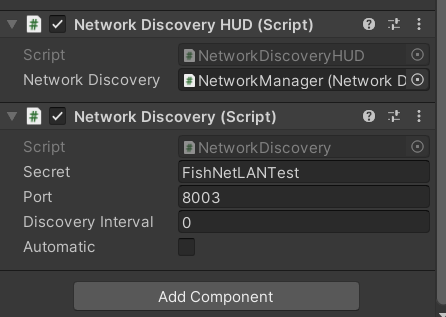 Network Discovery HUD (Script)
Script NetworkDiscoveryHUD
Network Discovery NetworkManager (Network D
Network Discovery (Script)
Script NetworkDiscovery
Secret FishNetLANTest
Port 8003
Discovery Interval 0
Automatic
Add Component